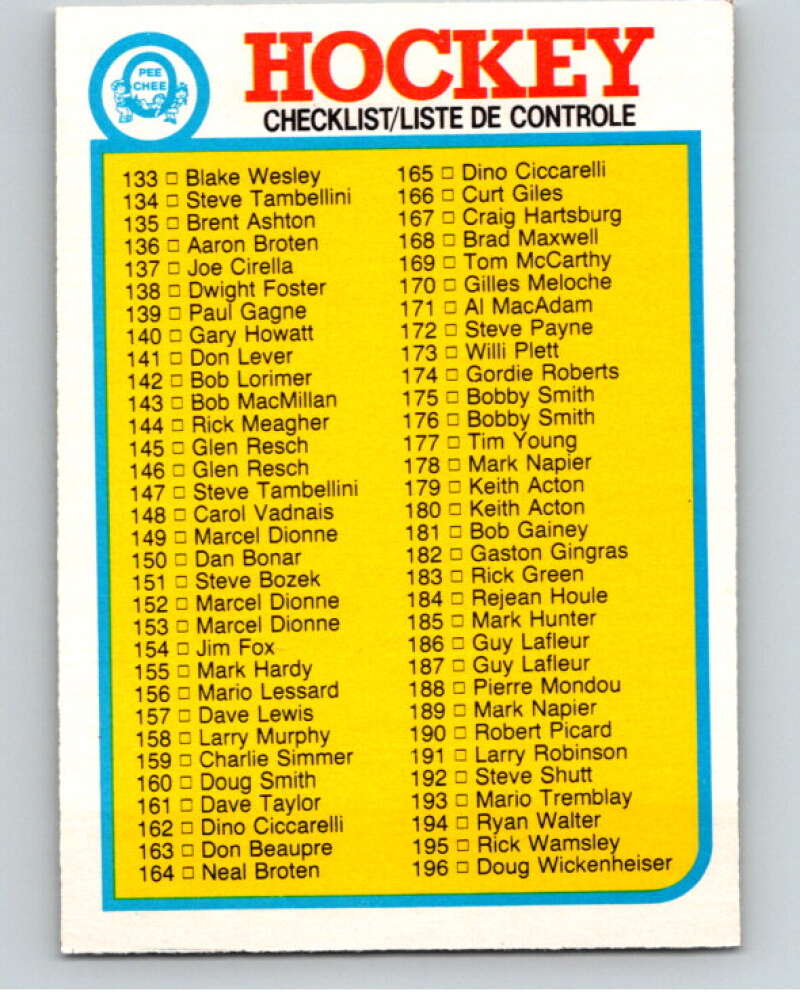 O
PEE
CHEE
HOCKEY
CHECKLIST/LISTE DE CONTROLE
133 □ Blake Wesley
134 □ Steve Tambellini
135 □ Brent Ashton
136 □ Aaron Broten
137 □ Joe Cirella
138 □ Dwight Foster
139 □ Paul Gagne
140 □ Gary Howatt
141 □ Don Lever
142 □ Bob Lorimer
143 □ Bob MacMillan
144 □ Rick Meagher
145 □ Glen Resch
146 □ Glen Resch
147 □ Steve Tambellini
148 □ Carol Vadnais
149 □ Marcel Dionne
150 □ Dan Bonar
151 □ Steve Bozek
152 □ Marcel Dionne
153 □ Marcel Dionne
154 □ Jim Fox
155 □ Mark Hardy
156 □ Mario Lessard
157 □ Dave Lewis
158 □ Larry Murphy
159 □ Charlie Simmer
160 □ Doug Smith
161 □ Dave Taylor
162 □ Dino Ciccarelli
163 □ Don Beaupre
164 □ Neal Broten
165 □ Dino Ciccarelli
166 □ Curt Giles
167 □ Craig Hartsburg
168 □ Brad Maxwell
169 □ Tom McCarthy
170 □ Gilles Meloche
171 □ Al MacAdam
172 □ Steve Payne
173 □ Willi Plett
174 □ Gordie Roberts
175 □ Bobby Smith
176 □ Bobby Smith
177 □ Tim Young
178 □ Mark Napier
179 □ Keith Acton
180 □ Keith Acton
181 □ Bob Gainey
182 □ Gaston Gingras
183 □ Rick Green
184 □ Rejean Houle
185 □ Mark Hunter
186 □ Guy Lafleur
187 □ Guy Lafleur
188 □ Pierre Mondou
189 □ Mark Napier
190 □ Robert Picard
191 □ Larry Robinson
192 □ Steve Shutt
193 □ Mario Tremblay
194 □ Ryan Walter
195 □ Rick Wamsley
196 □ Doug Wickenheiser